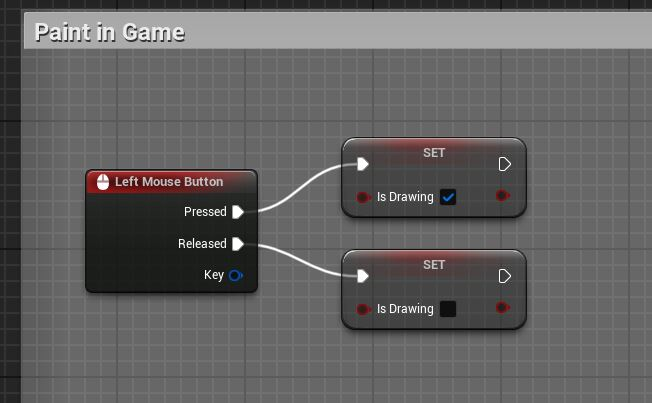 Paint in Game
Left Mouse Button
Pressed
Released
Key
SET
Is Drawing
SET
Is Drawing